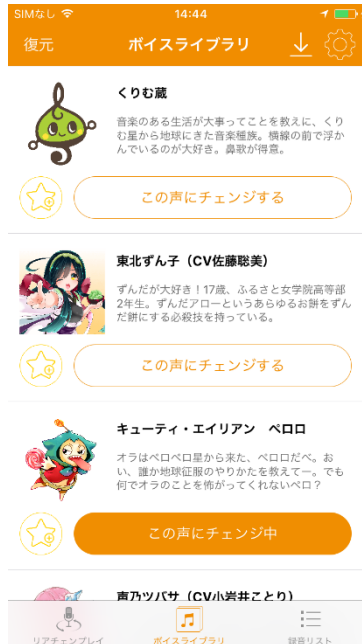 SIMなし 14:44
復元 ボイスライブラリ
くりむ蔵
音楽のある生活が大事ってことを教えに、くり
む星から地球にきた音楽種族。横線の前で浮か
んでいるのが大好き。鼻歌が得意。
この声にチェンジする
東北ずん子（CV佐藤聡美）
ずんだが大好き！17歳、ふるさと女学院高等部
2年生。ずんだアローというあらゆるお餅をずん
だ餅にする必殺技を持っている。
この声にチェンジする
キューティ・エイリアン　ペロロ
オラはペロペロ星から来た、ペロロだべ。お
い、誰か地球征服のやりかたを教えてー。でも
何でオラのことを怖がってくれないペロ？
この声にチェンジ中
声乃ツバサ（CV小岩井ことり）
リアチェンプレイ ボイスライブラリ 録音リスト